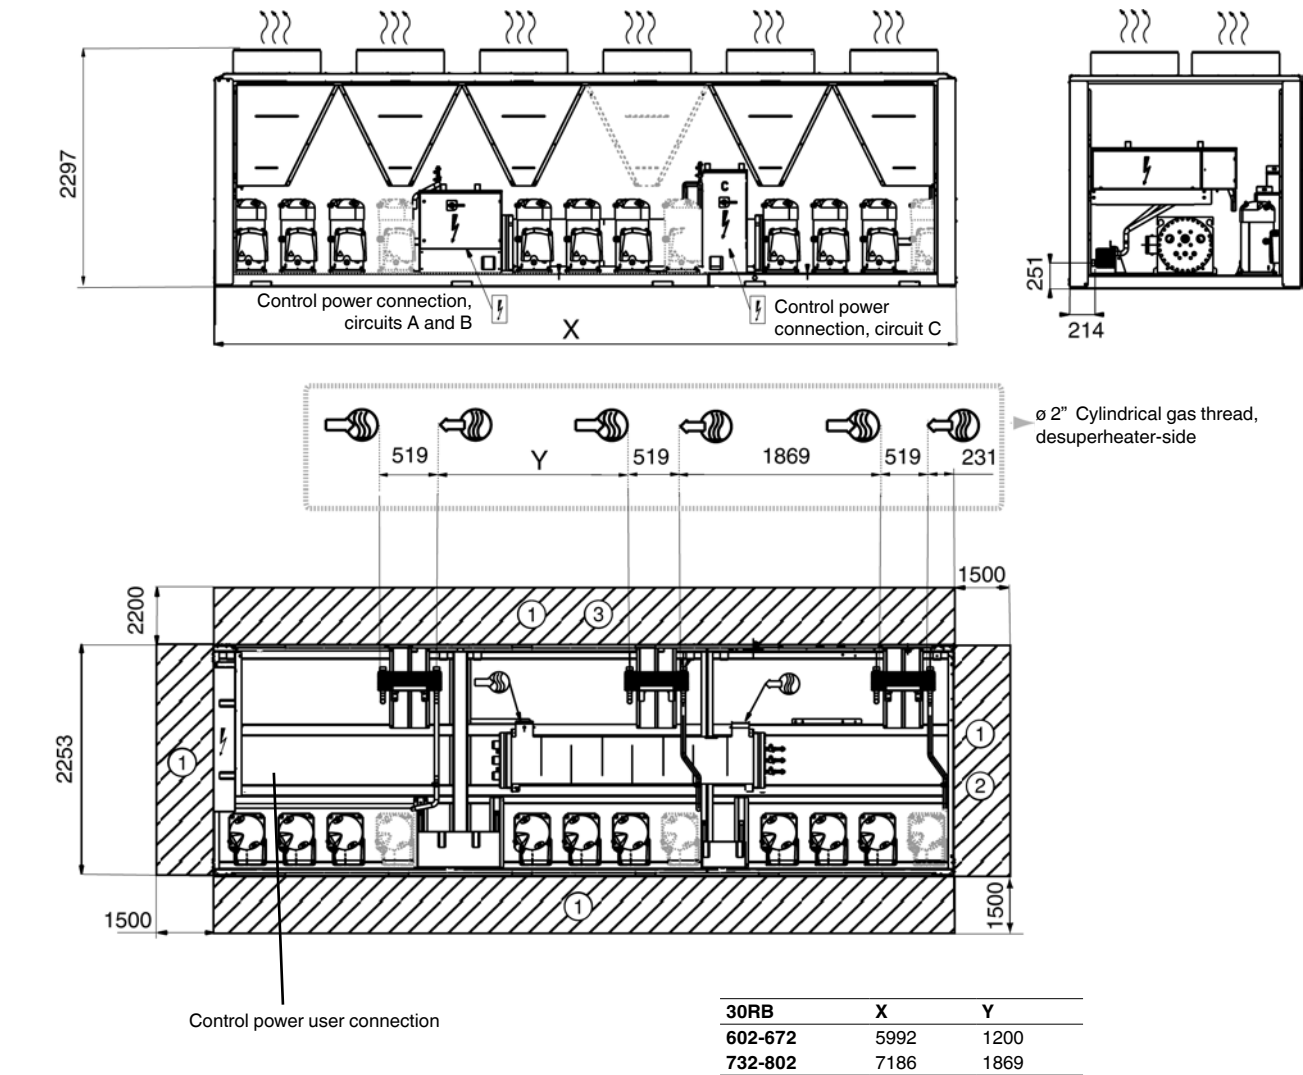 2297
C
251
214
Control power connection,
circuits A and B
Control power
connection, circuit C
X
ø 2” Cylindrical gas thread,
desuperheater-side
519
Y
519
1869
519
231
2200
1
3
1500
2253
1
1
2
1
1500
1500
Control power user connection
30RB X Y
602-672 5992 1200
732-802 7186 1869